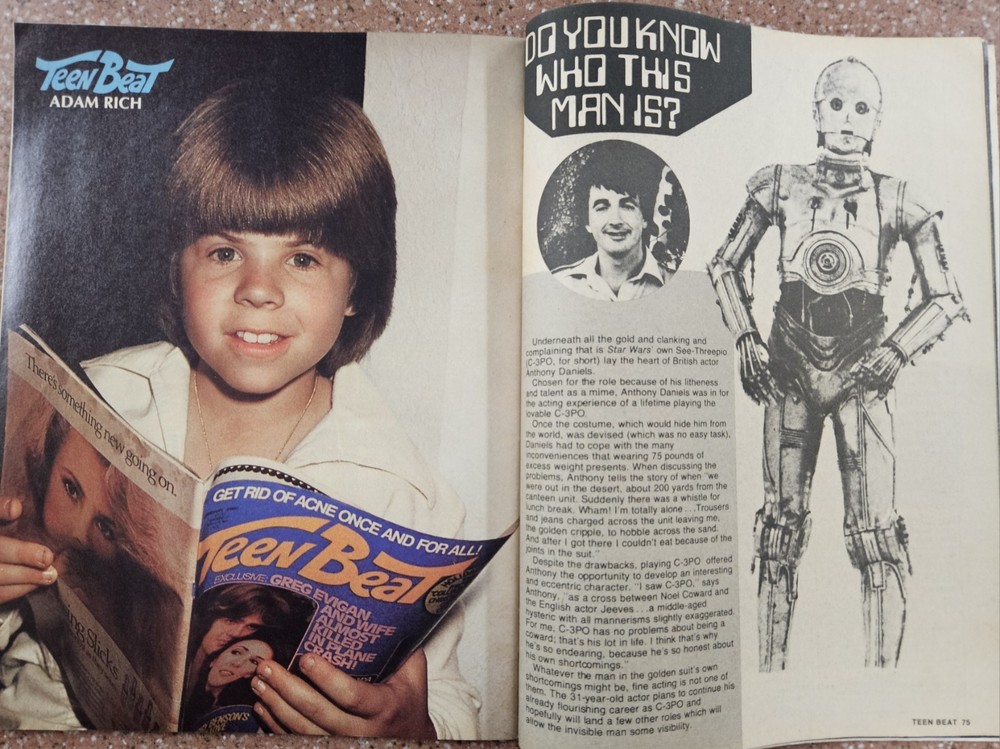 Teen Beat
ADAM RICH
There's something new going on.
ng Slicks
GET RID OF ACNE ONCE AND FOR ALL!
Teen Beat
EXCLUSIVE: GREG EVIGAN
AND WIFE
ALMOST
KILLED
IN PLANE
CRASH!
BENSON'S
DO YOU KNOW
WHO THIS
MAN IS?
Underneath all the gold and clanking and
complaining that is Star Wars' own See-Threepio
(C-3PO, for short) lay the heart of British actor
Anthony Daniels.
Chosen for the role because of his litheness
and talent as a mime, Anthony Daniels was in for
the acting experience of a lifetime playing the
lovable C-3PO.
Once the costume, which would hide him from
the world, was devised (which was no easy task),
Daniels had to cope with the many
inconveniences that wearing 75 pounds of
excess weight presents. When discussing the
problems, Anthony tells the story of when "we
were out in the desert, about 200 yards from the
canteen unit. Suddenly there was a whistle for
lunch break. Wham! I'm totally alone...Trousers
and jeans charged across the unit leaving me,
the golden cripple, to hobble across the sand.
And after I got there I couldn't eat because of the
joints in the suit."
Despite the drawbacks, playing C-3PO offered
Anthony the opportunity to develop an interesting
and eccentric character. "I saw C-3PO," says
Anthony, "as a cross between Noel Coward and
the English actor Jeeves...a middle-aged
hysteric with all mannerisms slightly exaggerated.
For me, C-3PO has no problems about being a
coward; that's his lot in life. I think that's why
he's so endearing, because he's so honest about
his own shortcomings."
Whatever the man in the golden suit's own
shortcomings might be, fine acting is not one of
them. The 31-year-old actor plans to continue his
already flourishing career as C-3PO and
hopefully will land a few other roles which will
allow the invisible man some visibility.
TEEN BEAT 75